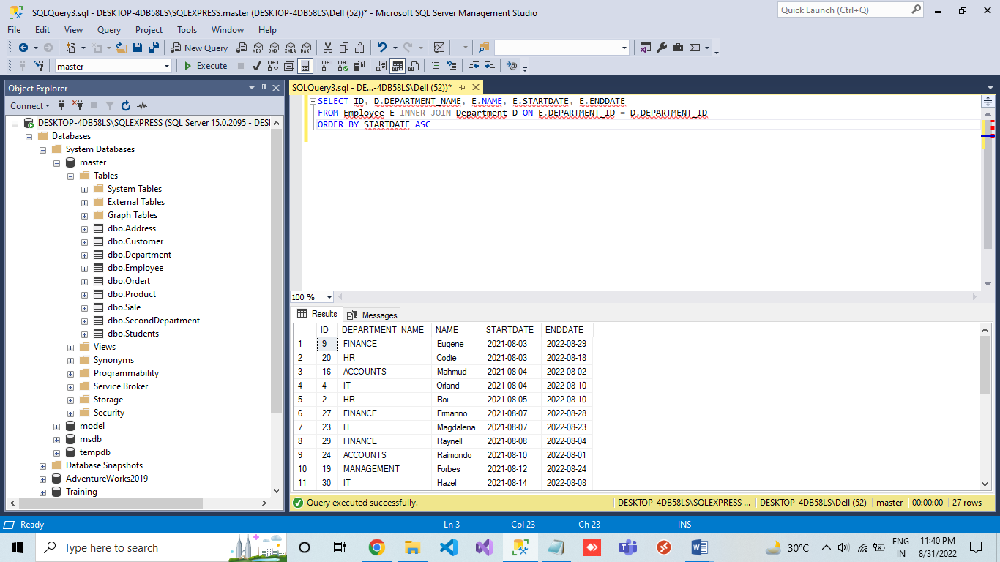 SQLQuery3.sql - DESKTOP-4DB58LS\SQLEXPRESS.master (DESKTOP-4DB58LS\Dell (52))* - Microsoft SQL Server Management Studio
Quick Launch (Ctrl+Q)
File Edit View Query Project Tools Window Help
New Query MDX DMX XMLA DAX
master Execute
Object Explorer
Connect
DESKTOP-4DB58LS\SQLEXPRESS (SQL Server 15.0.2095 - DESI
Databases
System Databases
master
Tables
System Tables
External Tables
Graph Tables
dbo.Address
dbo.Customer
dbo.Department
dbo.Employee
dbo.Ordert
dbo.Product
dbo.Sale
dbo.SecondDepartment
dbo.Students
Views
Synonyms
Programmability
Service Broker
Storage
Security
model
msdb
tempdb
Database Snapshots
AdventureWorks2019
Training
SQLQuery3.sql - DE...-4DB58LS\Dell (52))*
SELECT ID, D.DEPARTMENT_NAME, E.NAME, E.STARTDATE, E.ENDDATE
FROM Employee E INNER JOIN Department D ON E.DEPARTMENT_ID = D.DEPARTMENT_ID
ORDER BY STARTDATE ASC
100 %
Results Messages
ID DEPARTMENT_NAME NAME STARTDATE ENDDATE
1 9 FINANCE Eugene 2021-08-03 2022-08-29
2 20 HR Codie 2021-08-03 2022-08-18
3 16 ACCOUNTS Mahmud 2021-08-04 2022-08-02
4 4 IT Orland 2021-08-04 2022-08-10
5 2 HR Roi 2021-08-05 2022-08-10
6 27 FINANCE Ermanno 2021-08-07 2022-08-28
7 23 IT Magdalena 2021-08-07 2022-08-23
8 29 FINANCE Raynell 2021-08-08 2022-08-04
9 24 ACCOUNTS Raimondo 2021-08-10 2022-08-01
10 19 MANAGEMENT Forbes 2021-08-12 2022-08-24
11 30 IT Hazel 2021-08-14 2022-08-08
Query executed successfully. DESKTOP-4DB58LS\SQLEXPRESS ... DESKTOP-4DB58LS\Dell (52) master 00:00:00 27 rows
Ready Ln 3 Col 23 Ch 23 INS
Type here to search
30°C
ENG
IN
11:40 PM
8/31/2022